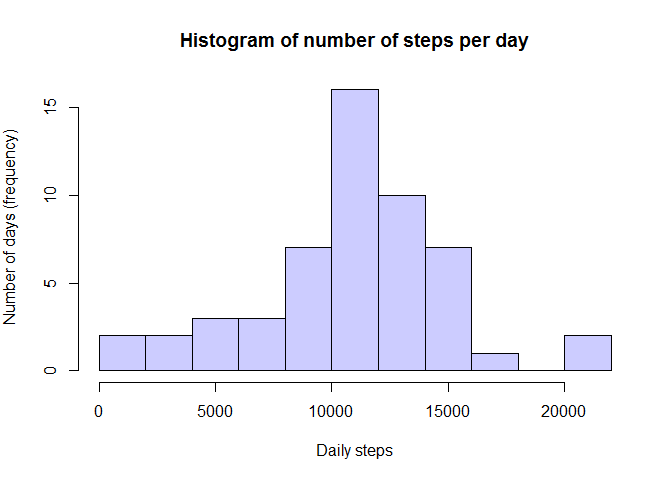 Histogram of number of steps per day
Number of days (frequency)
15
10
5
0
0 5000 10000 15000 20000
Daily steps